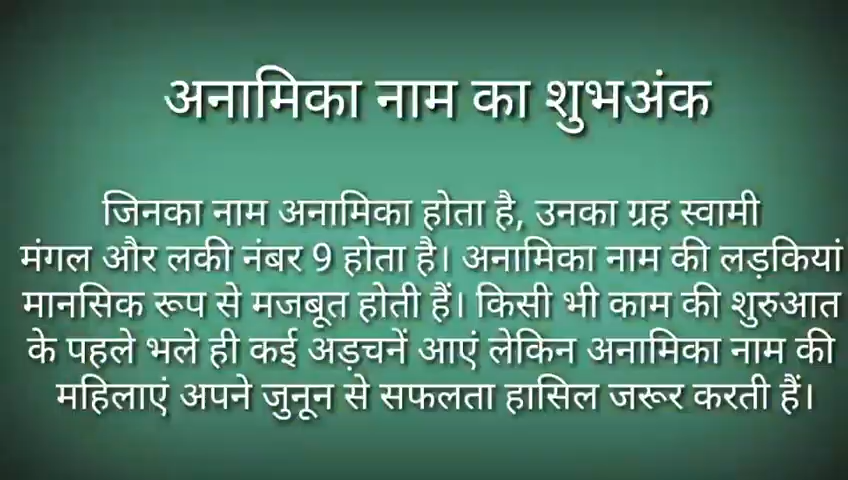 अनामिका नाम का शुभअंक
जिनका नाम अनामिका होता है, उनका ग्रह स्वामी
मंगल और लकी नंबर 9 होता है। अनामिका नाम की लड़कियां
मानसिक रूप से मजबूत होती हैं। किसी भी काम की शुरुआत
के पहले भले ही कई अड़चनें आएं लेकिन अनामिका नाम की
महिलाएं अपने जुनून से सफलता हासिल जरूर करती हैं।